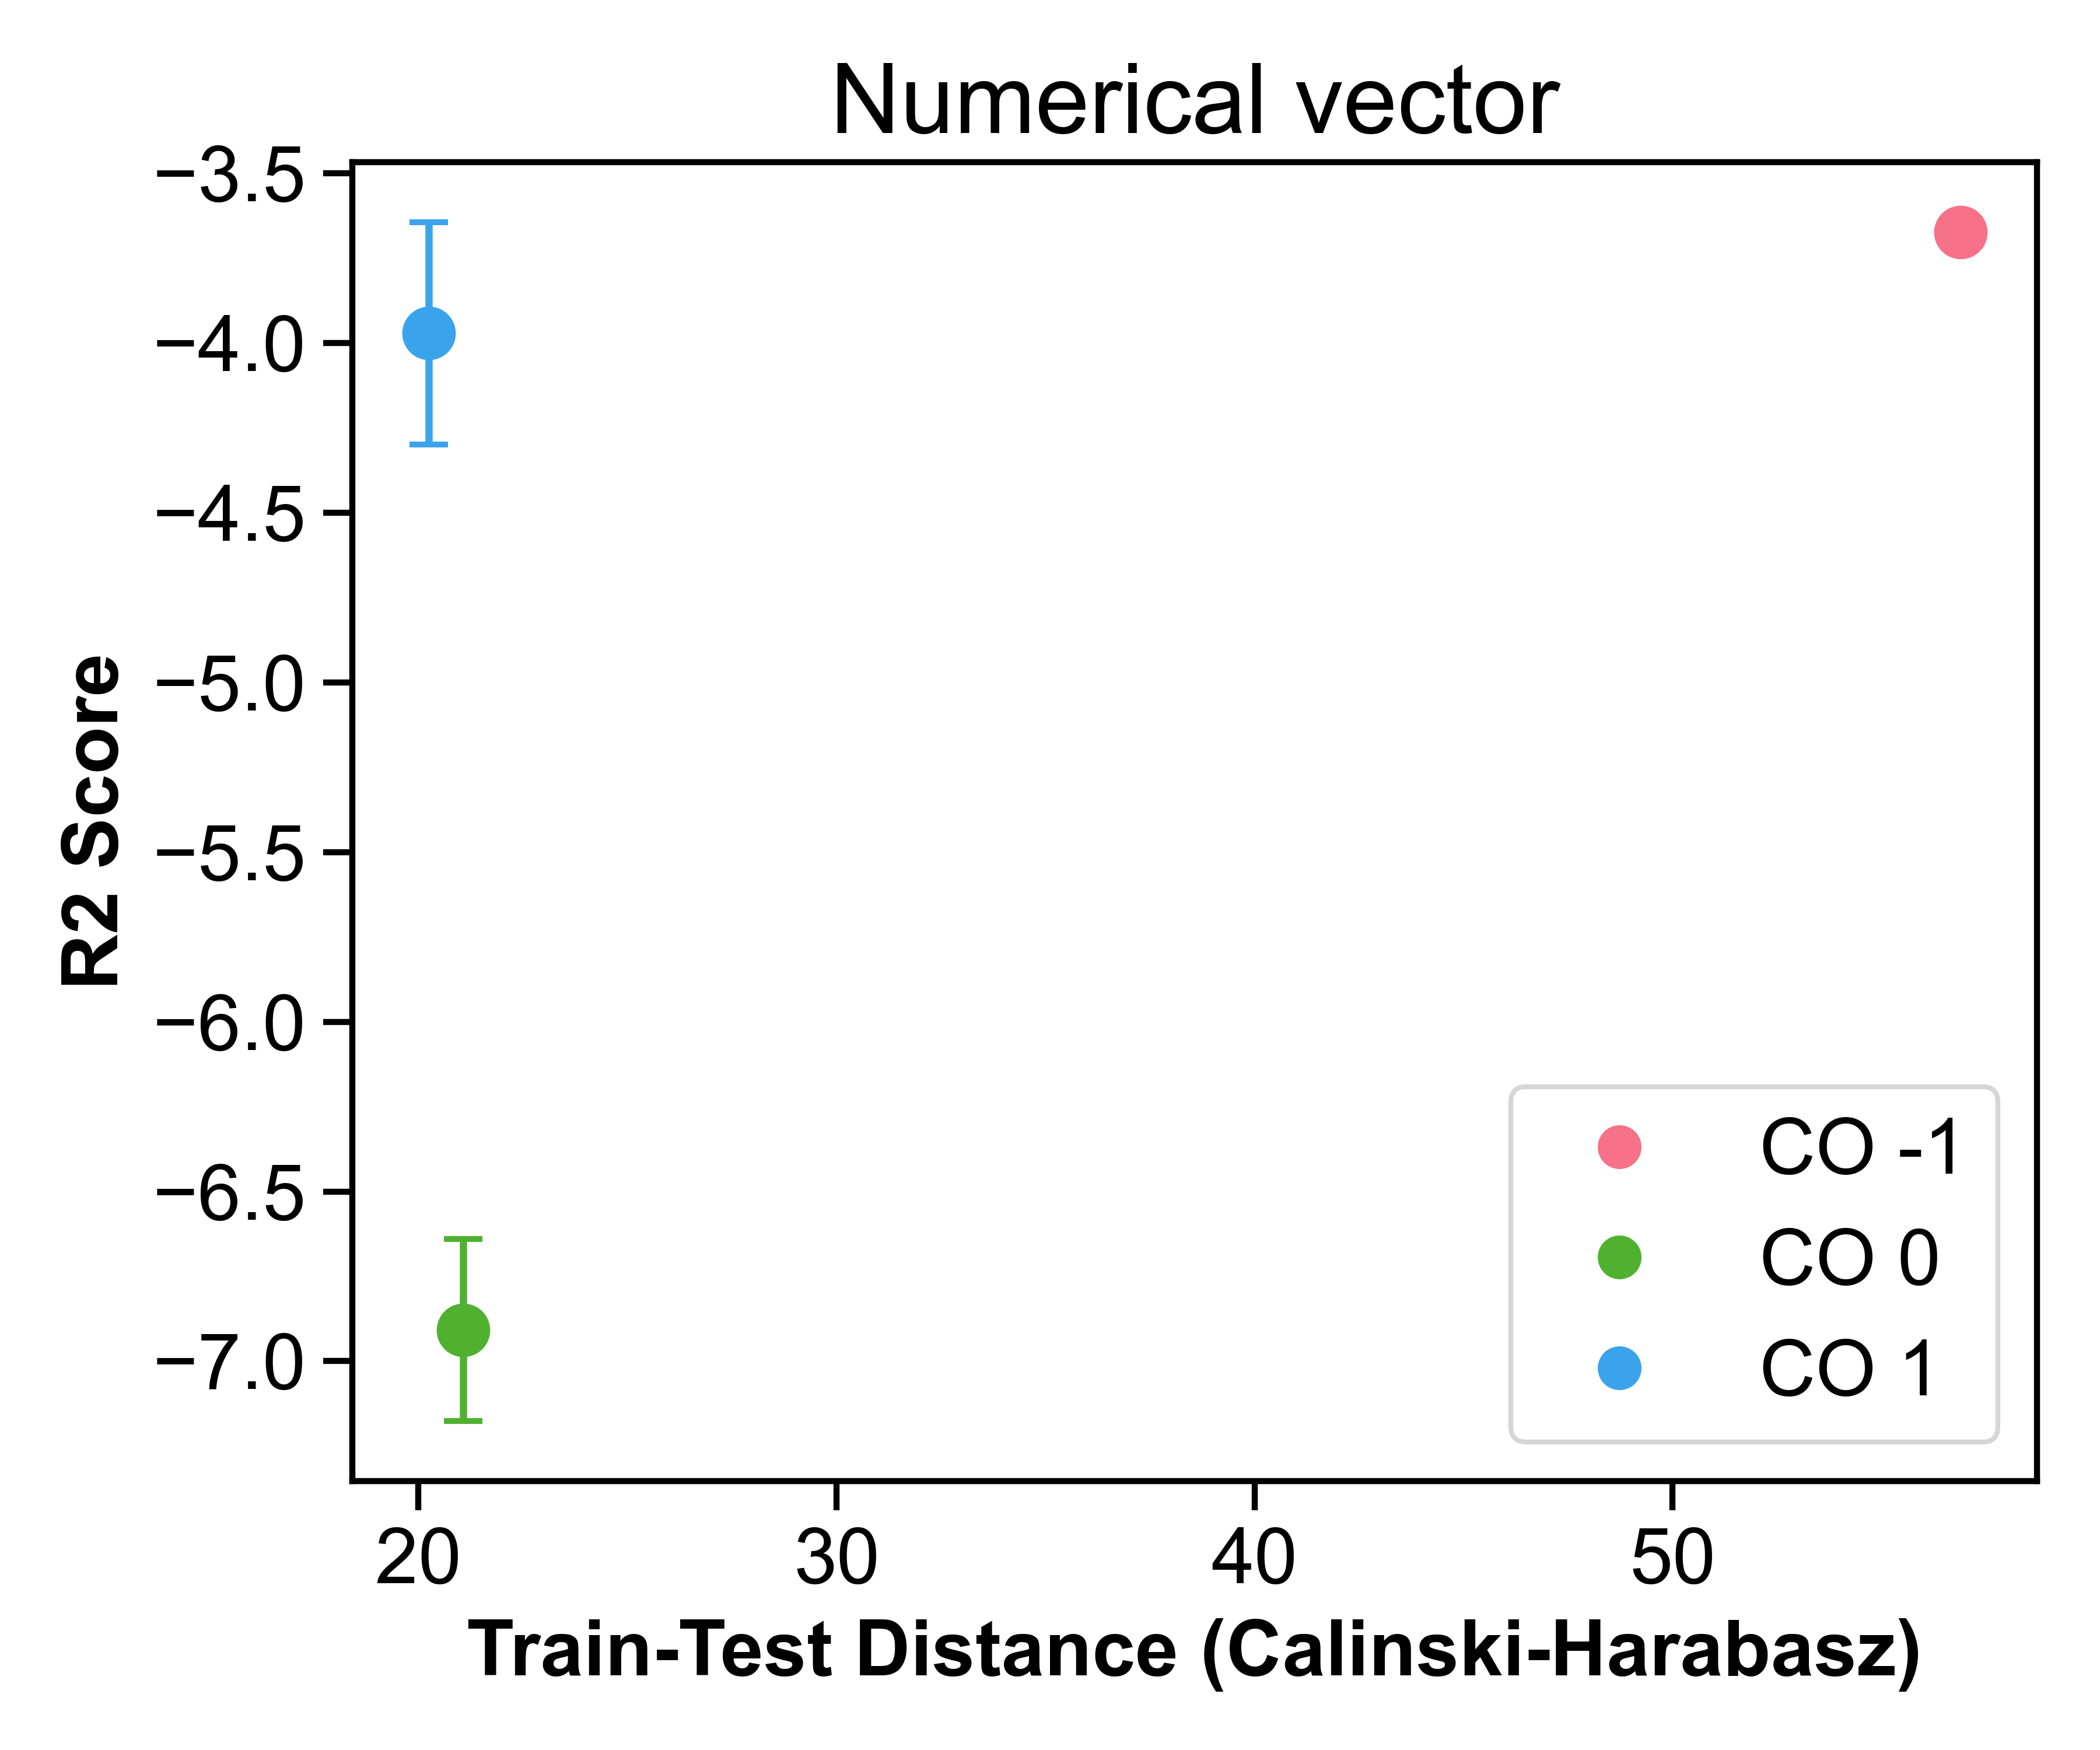 Numerical vector
−3.5
−4.0
−4.5
−5.0
−5.5
−6.0
−6.5
−7.0
R2 Score
CO -1
CO 0
CO 1
20 30 40 50
Train-Test Distance (Calinski-Harabasz)